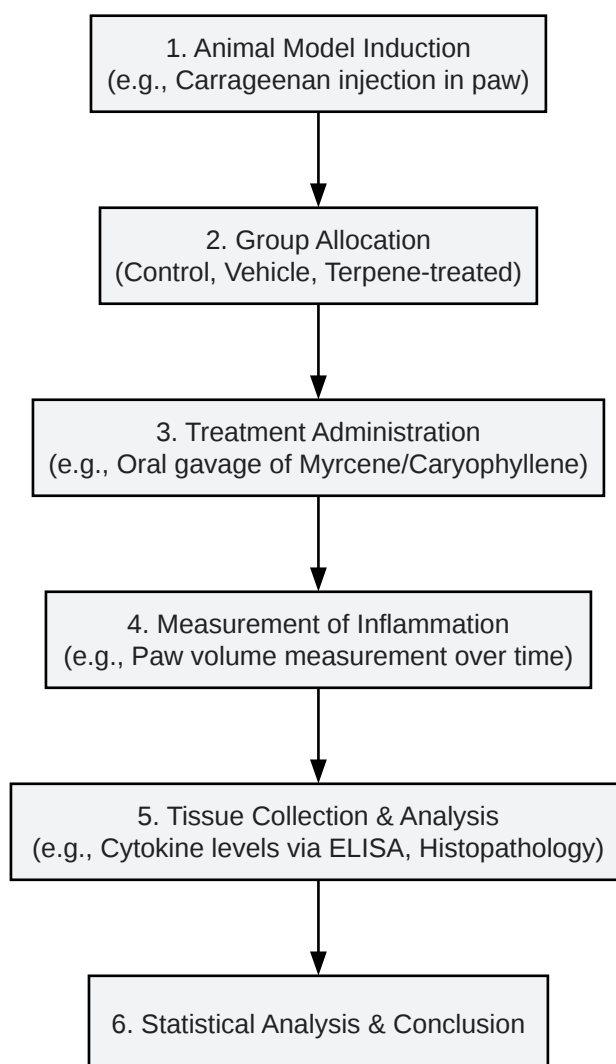 1. Animal Model Induction
(e.g., Carrageenan injection in paw)
2. Group Allocation
(Control, Vehicle, Terpene-treated)
3. Treatment Administration
(e.g., Oral gavage of Myrcene/Caryophyllene)
4. Measurement of Inflammation
(e.g., Paw volume measurement over time)
5. Tissue Collection & Analysis
(e.g., Cytokine levels via ELISA, Histopathology)
6. Statistical Analysis & Conclusion